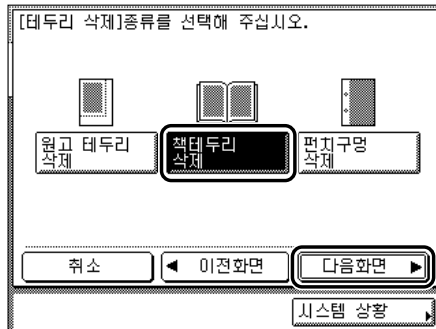 [테두리 삭제]종류를 선택해 주십시오.
원고 테두리
삭제
책테두리
삭제
펀치구멍
삭제
취소
◀ 이전화면
다음화면 ▶
시스템 상황